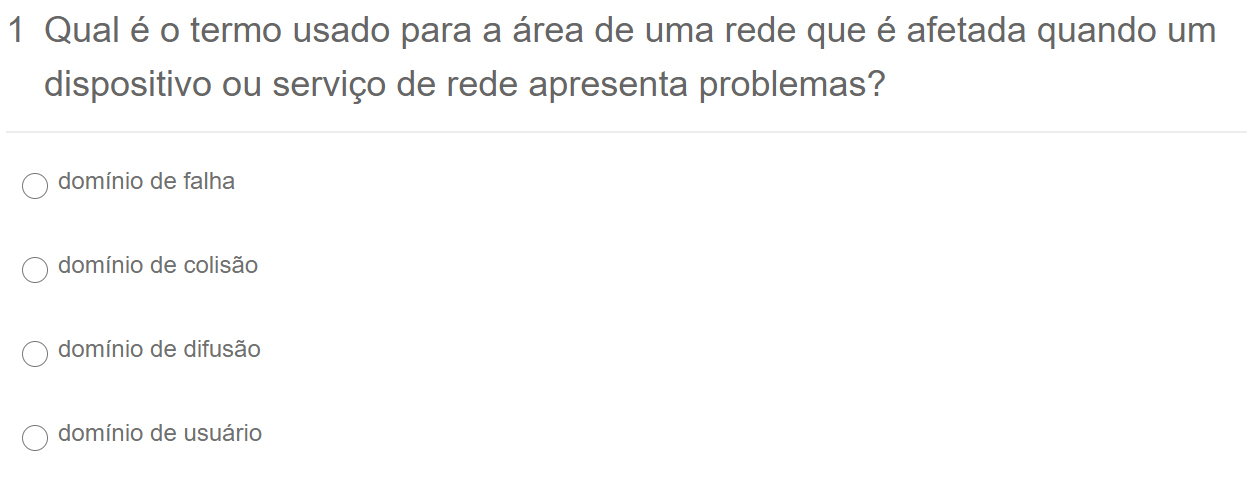 1 Qual é o termo usado para a área de uma rede que é afetada quando um
dispositivo ou serviço de rede apresenta problemas?
domínio de falha
domínio de colisão
domínio de difusão
domínio de usuário